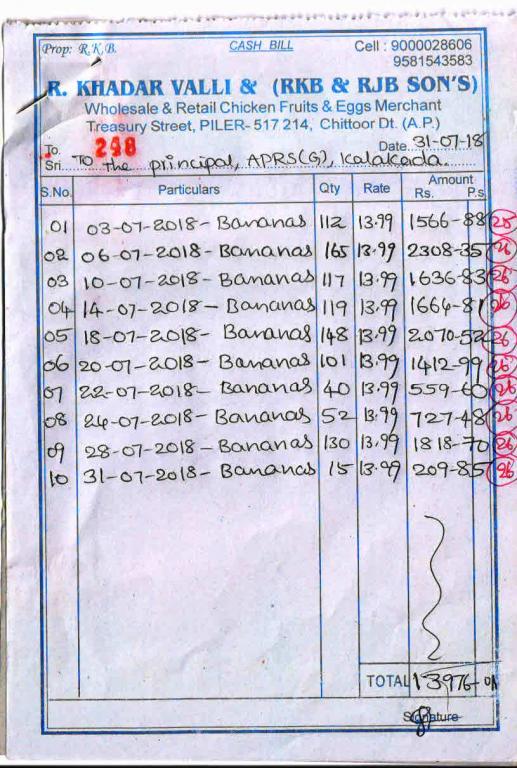 Prop: R.K.B. CASH BILL Cell : 9000028606
9581543583
R. KHADAR VALLI & (RKB & RJB SON'S)
Wholesale & Retail Chicken Fruits & Eggs Merchant
Treasury Street, PILER- 517 214, Chittoor Dt. (A.P.)
To. 248 Date. 31-07-18
Sri. To the principal, APRS(G), Kalakada.
S.No. Particulars Qty Rate Amount
Rs. P.s
01 03-07-2018- Bananas 112 13.99 1566-88
02 06-07-2018- Bananas 165 13.99 2308-35 26
03 10-07-2018- Bananas 117 13.99 1636-83 26
04 14-07-2018- Bananas 119 13.99 1664-81 26
05 18-07-2018- Bananas 148 13.99 2070-52 26
06 20-07-2018- Bananas 101 13.99 1412-99 26
07 22-07-2018- Bananas 40 13.99 559-60 26
08 24-07-2018- Bananas 52 13.99 727-48 26
09 28-07-2018- Bananas 130 13.99 1818-70 26
10 31-07-2018- Bananas 15 13.99 209-85 26
TOTAL 13976-01
Signature